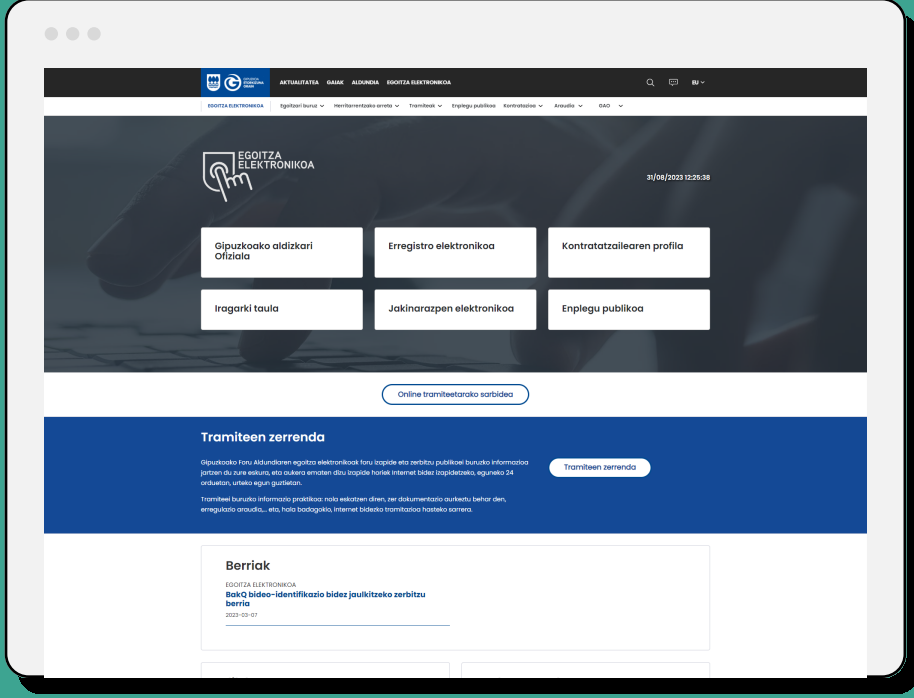 GIPUZKOA
ETORKIZUNA
ORAIN
AKTUALITATEA GAIAK ALDUNDIA EGOITZA ELEKTRONIKOA
EU
EGOITZA ELEKTRONIKOA Egoitzari buruz Herritarrentzako arreta Tramiteak Enplegu publikoa Kontratazioa Araudia GAO
EGOITZA
ELEKTRONIKOA
31/08/2023 12:25:38
Gipuzkoako aldizkari
Ofiziala
Erregistro elektronikoa
Kontratatzailearen profila
Iragarki taula
Jakinarazpen elektronikoa
Enplegu publikoa
Online tramiteetarako sarbidea
Tramiteen zerrenda
Gipuzkoako Foru Aldundiaren egoitza elektronikoak foru izapide eta zerbitzu publikoei buruzko informazioa
jartzen du zure eskura, eta aukera ematen dizu izapide horiek internet bidez izapidetzeko, eguneko 24
orduetan, urteko egun guztietan.
Tramiteei buruzko informazio praktikoa: nola eskatzen diren, zer dokumentazio aurkeztu behar den,
erregulazio araudia,... eta, hala badagokio, internet bidezko tramitazioa hasteko sarrera.
Tramiteen zerrenda
Berriak
EGOITZA ELEKTRONIKOA
BakQ bideo-identifikazio bidez jaulkitzeko zerbitzu
berria
2023-03-07